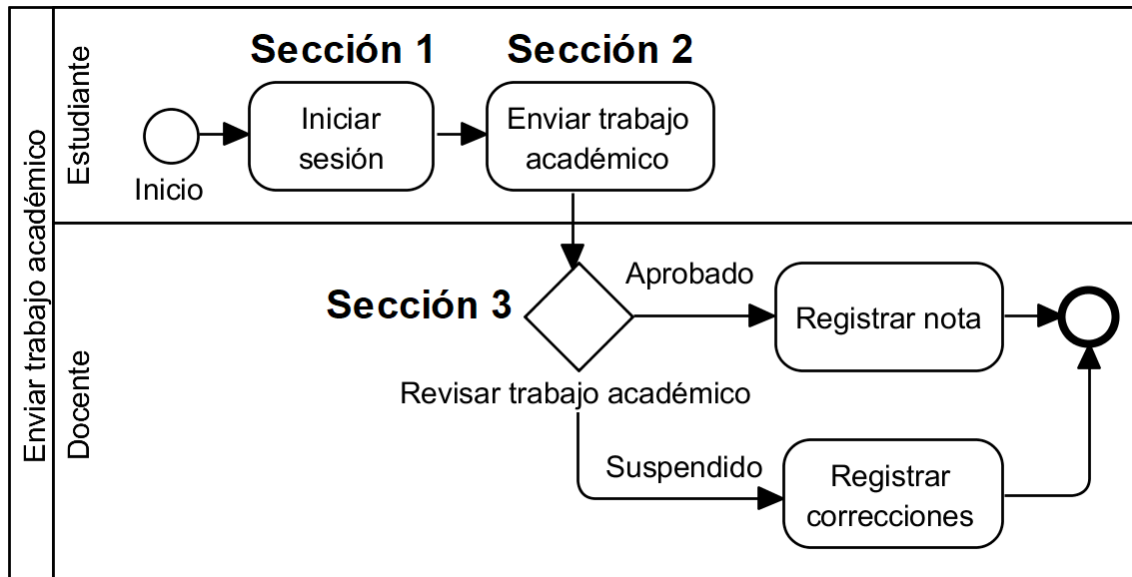 Enviar trabajo académico
Estudiante
Sección 1
Sección 2
Inicio
Iniciar
sesión
Enviar trabajo
académico
Docente
Sección 3
Revisar trabajo académico
Aprobado
Registrar nota
Suspendido
Registrar
correcciones